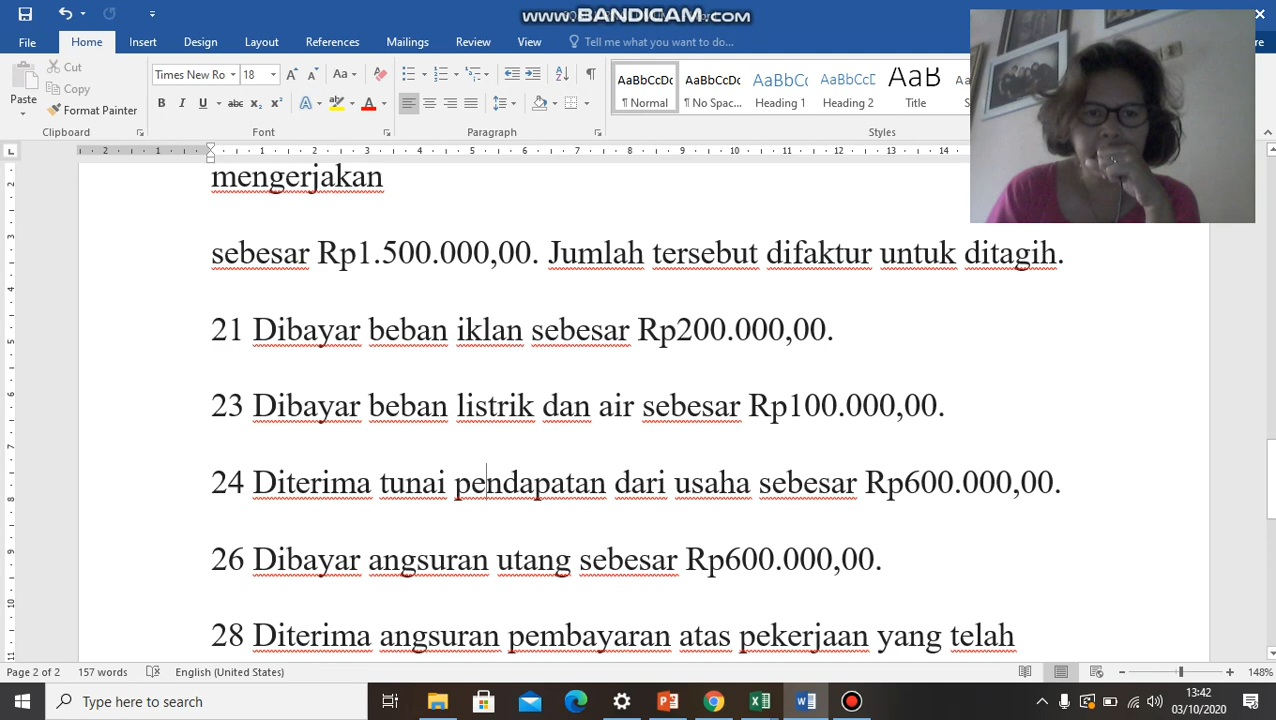 www.BANDICAM.com
File Home Insert Design Layout References Mailings Review View Tell me what you want to do...
Paste
Cut
Copy
Format Painter
Clipboard
Times New Ro 18
Font
Paragraph
AaBbCcDc ¶ Normal
AaBbCcDc ¶ No Spac...
AaBbCc Heading 1
AaBbCcE Heading 2
AaB Title
Styles
mengerjakan
sebesar Rp1.500.000,00. Jumlah tersebut difaktur untuk ditagih.
21 Dibayar beban iklan sebesar Rp200.000,00.
23 Dibayar beban listrik dan air sebesar Rp100.000,00.
24 Diterima tunai pendapatan dari usaha sebesar Rp600.000,00.
26 Dibayar angsuran utang sebesar Rp600.000,00.
28 Diterima angsuran pembayaran atas pekerjaan yang telah
Page 2 of 2 157 words English (United States) 148%
Type here to search
13:42
03/10/2020